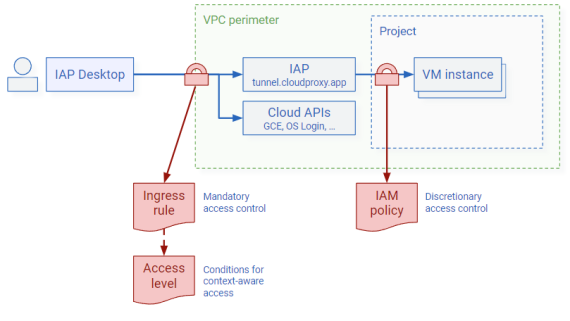 VPC perimeter
Project
IAP Desktop
IAP
tunnel.cloudproxy.app
VM instance
Cloud APIs
GCE, OS Login, ...
Ingress
rule
Mandatory
access control
IAM
policy
Discretionary
access control
Access
level
Conditions for
context-aware
access